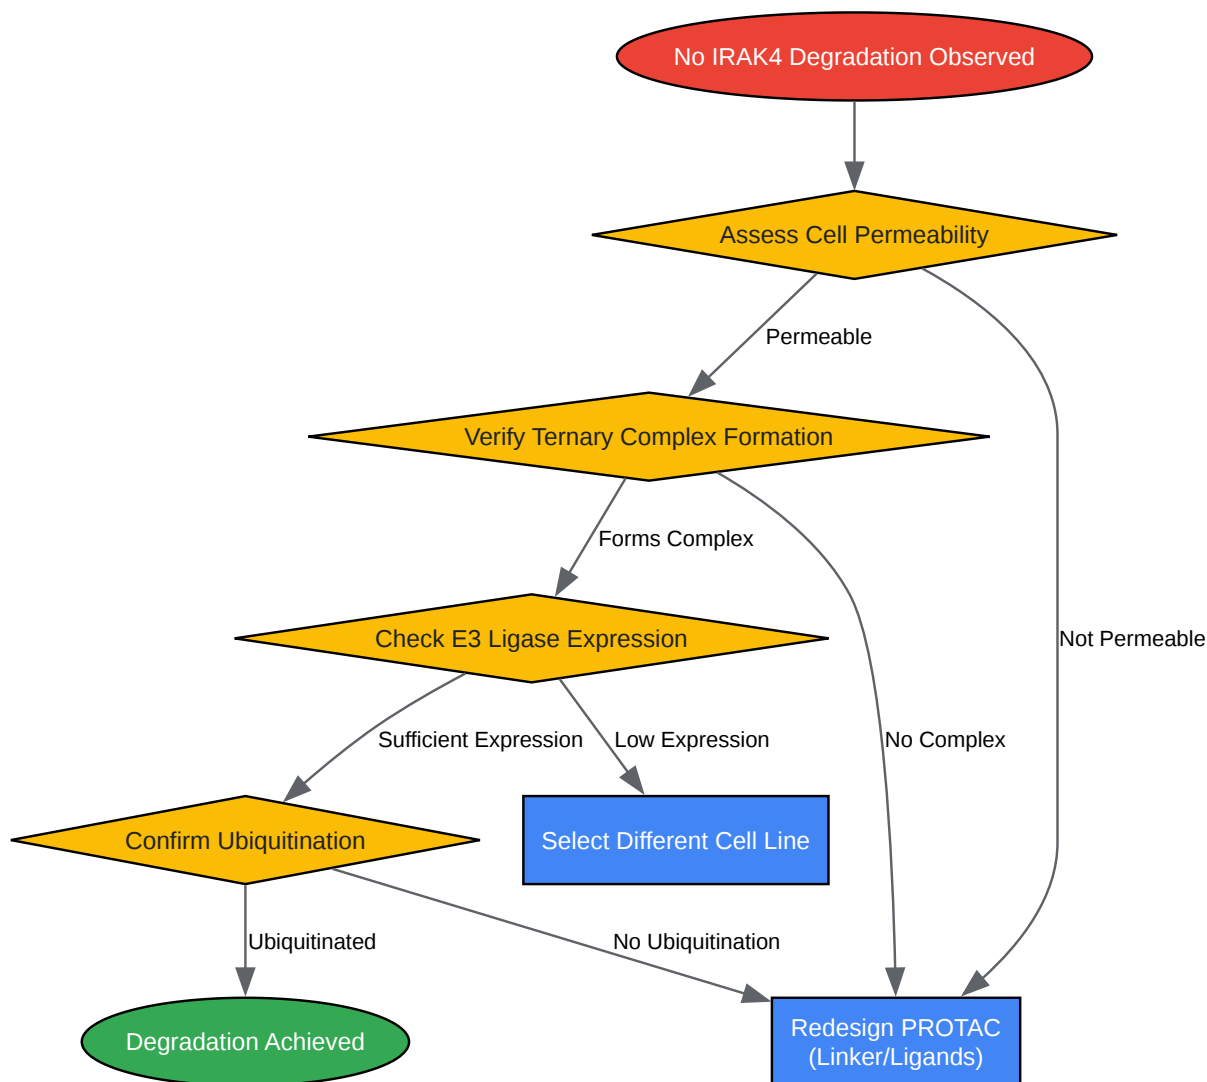 No IRAK4 Degradation Observed
Assess Cell Permeability
Permeable
Verify Ternary Complex Formation
Forms Complex
Check E3 Ligase Expression
Not Permeable
Sufficient Expression
Low Expression
No Complex
Confirm Ubiquitination
Select Different Cell Line
Ubiquitinated
No Ubiquitination
Degradation Achieved
Redesign PROTAC
(Linker/Ligands)